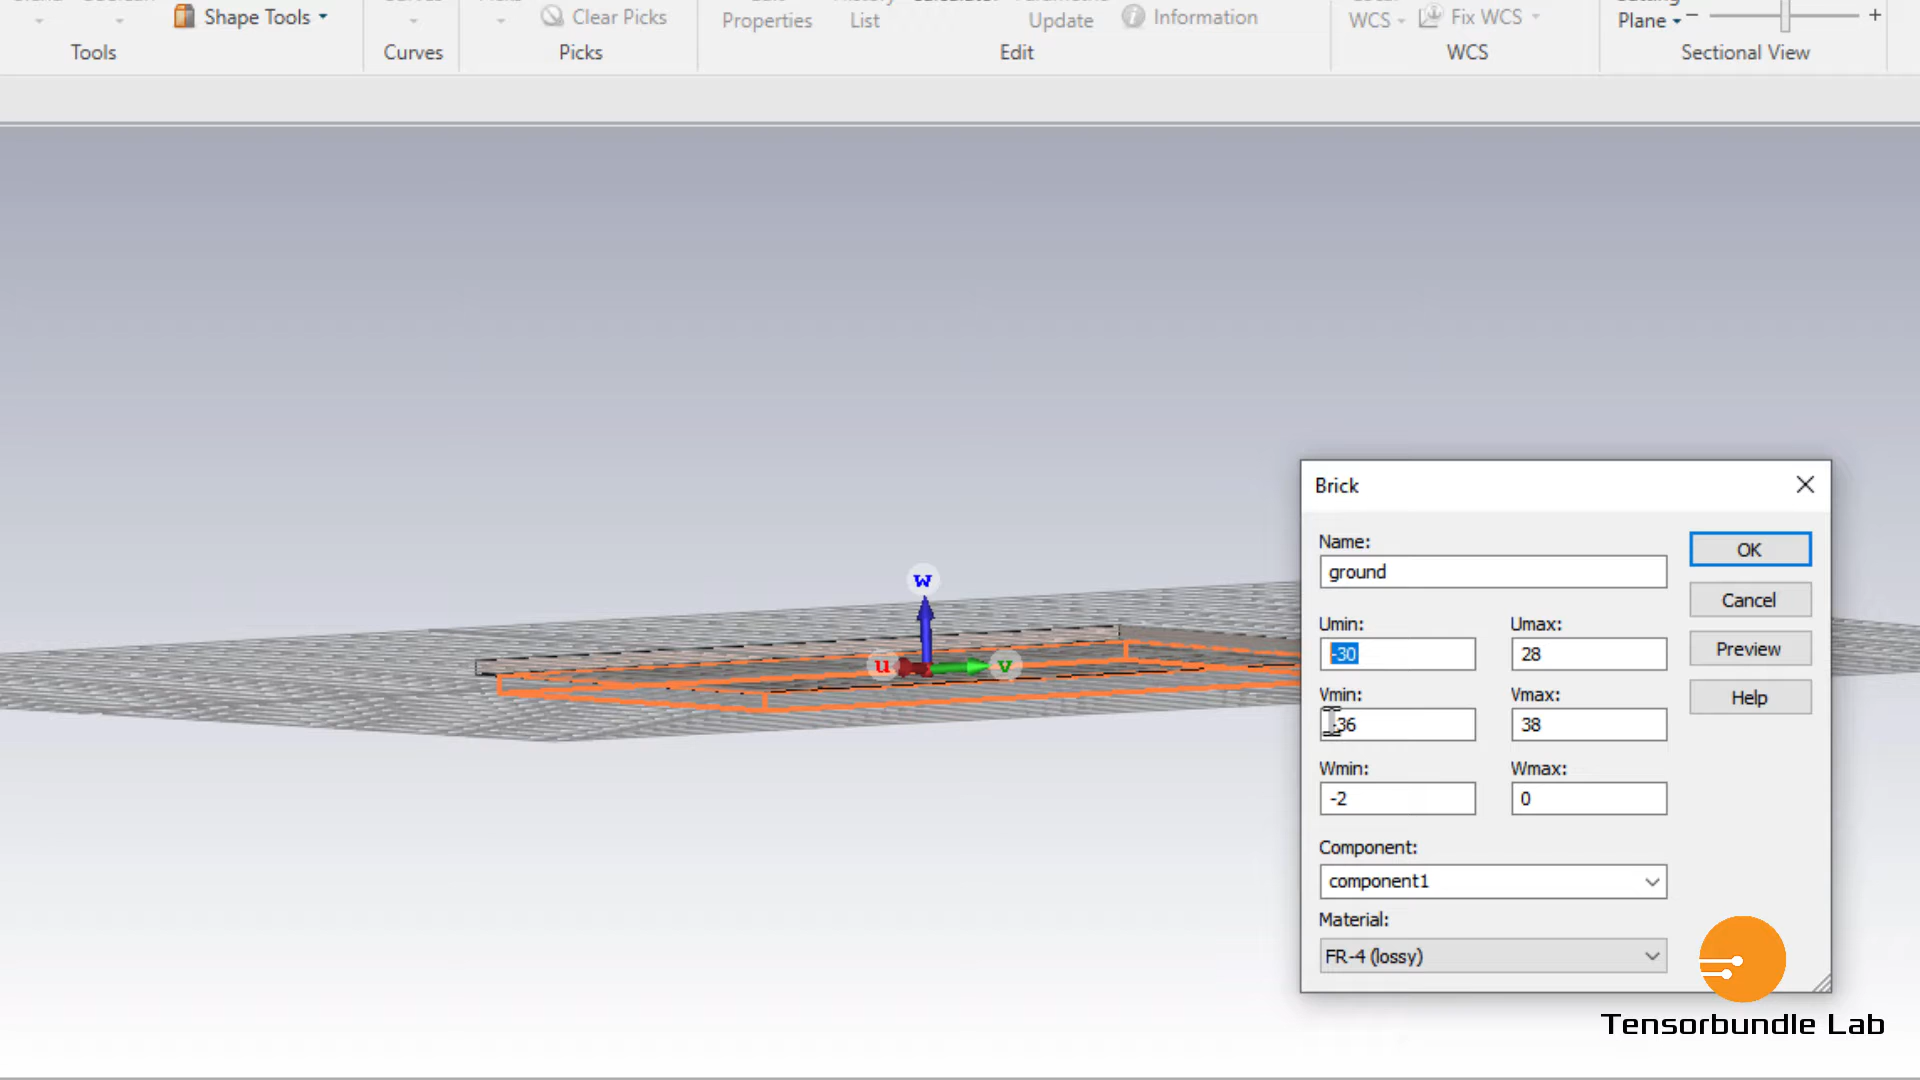 Shape Tools
Clear Picks
Properties
List
Update
Information
WCS
Fix WCS
Plane
Tools
Curves
Picks
Edit
WCS
Sectional View
w
u
v
Brick
Name:
ground
OK
Cancel
Umin:
Umax:
-30
28
Preview
Vmin:
Vmax:
-36
38
Help
Wmin:
Wmax:
-2
0
Component:
component1
Material:
FR-4 (lossy)
Tensorbundle Lab